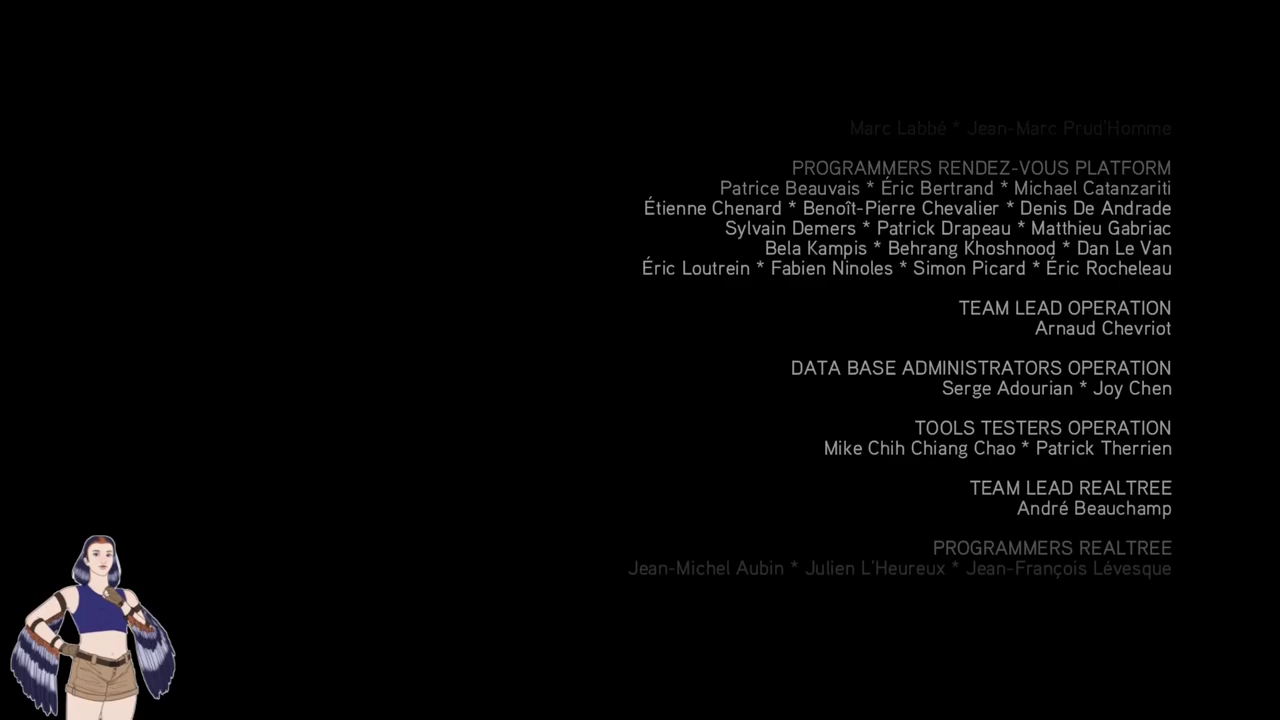 Marc Labbé * Jean-Marc Prud'Homme
PROGRAMMERS RENDEZ-VOUS PLATFORM
Patrice Beauvais * Éric Bertrand * Michael Catanzariti
Étienne Chenard * Benoît-Pierre Chevalier * Denis De Andrade
Sylvain Demers * Patrick Drapeau * Matthieu Gabriac
Bela Kampis * Behrang Khoshnood * Dan Le Van
Éric Loutrein * Fabien Ninoles * Simon Picard * Éric Rocheleau
TEAM LEAD OPERATION
Arnaud Chevriot
DATA BASE ADMINISTRATORS OPERATION
Serge Adourian * Joy Chen
TOOLS TESTERS OPERATION
Mike Chih Chiang Chao * Patrick Therrien
TEAM LEAD REALTREE
André Beauchamp
PROGRAMMERS REALTREE
Jean-Michel Aubin * Julien L'Heureux * Jean-François Lévesque